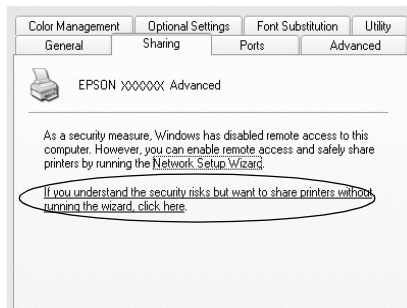 Color Management Optional Settings Font Substitution Utility
General Sharing Ports Advanced
EPSON XXXXXX Advanced
As a security measure, Windows has disabled remote access to this
computer. However, you can enable remote access and safely share
printers by running the Network Setup Wizard.
If you understand the security risks but want to share printers without
running the wizard, click here.